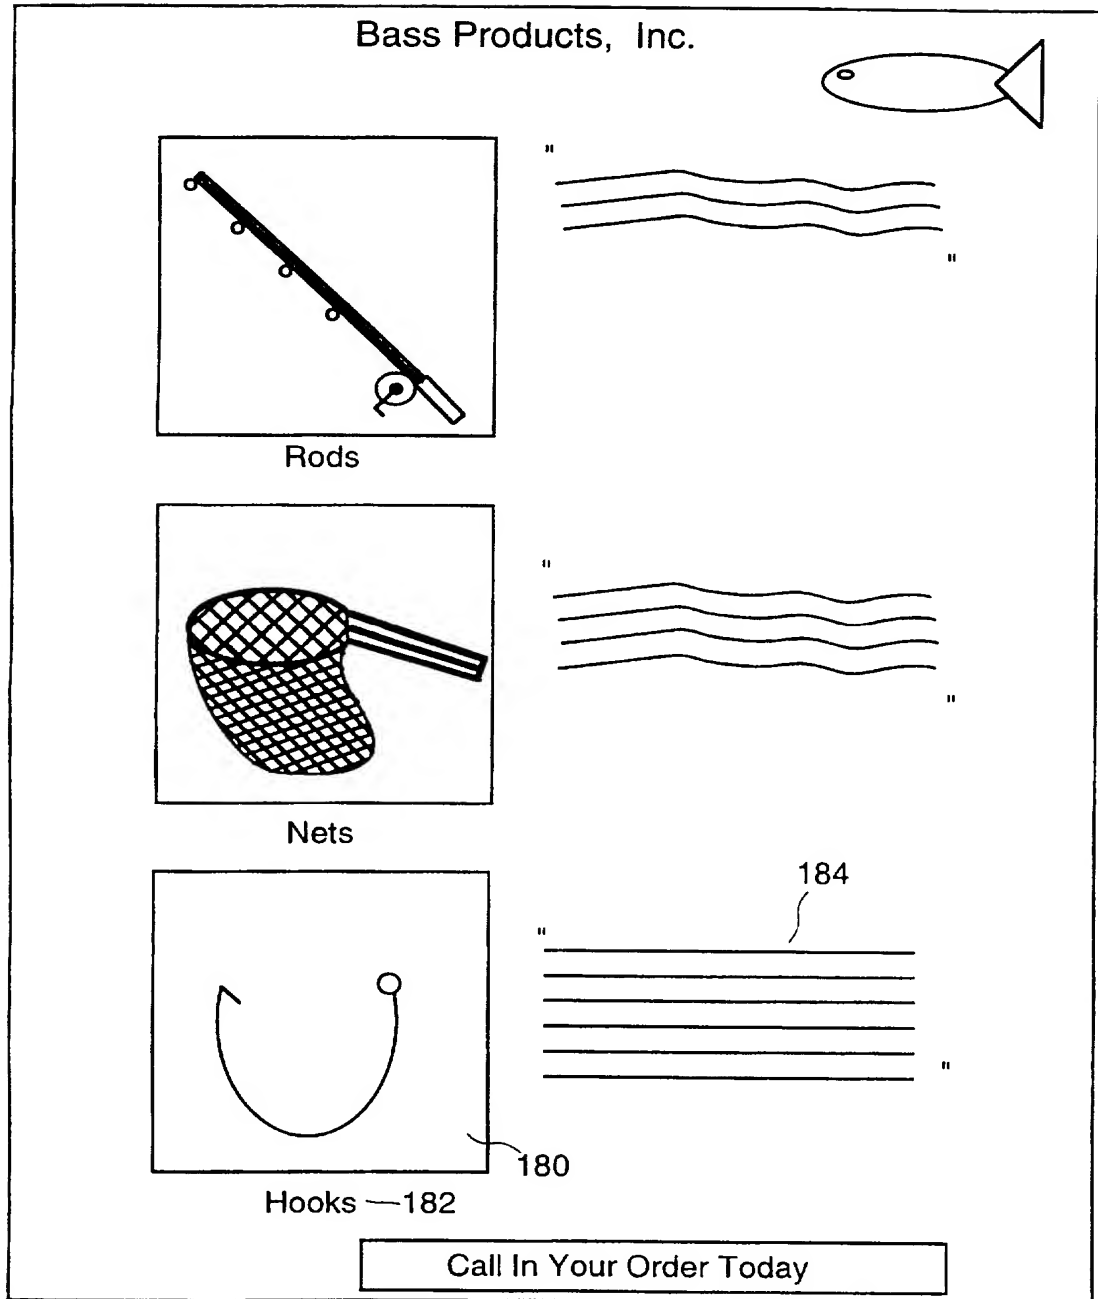 Bass Products, Inc.
"
"
Rods
"
"
Nets
184
"
"
180
Hooks 182
Call In Your Order Today